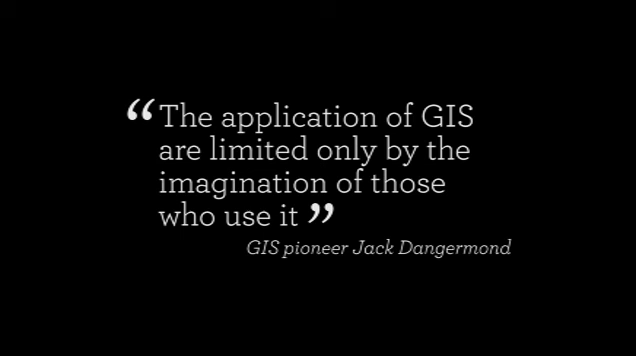 “The application of GIS
are limited only by the
imagination of those
who use it”
GIS pioneer Jack Dangermond